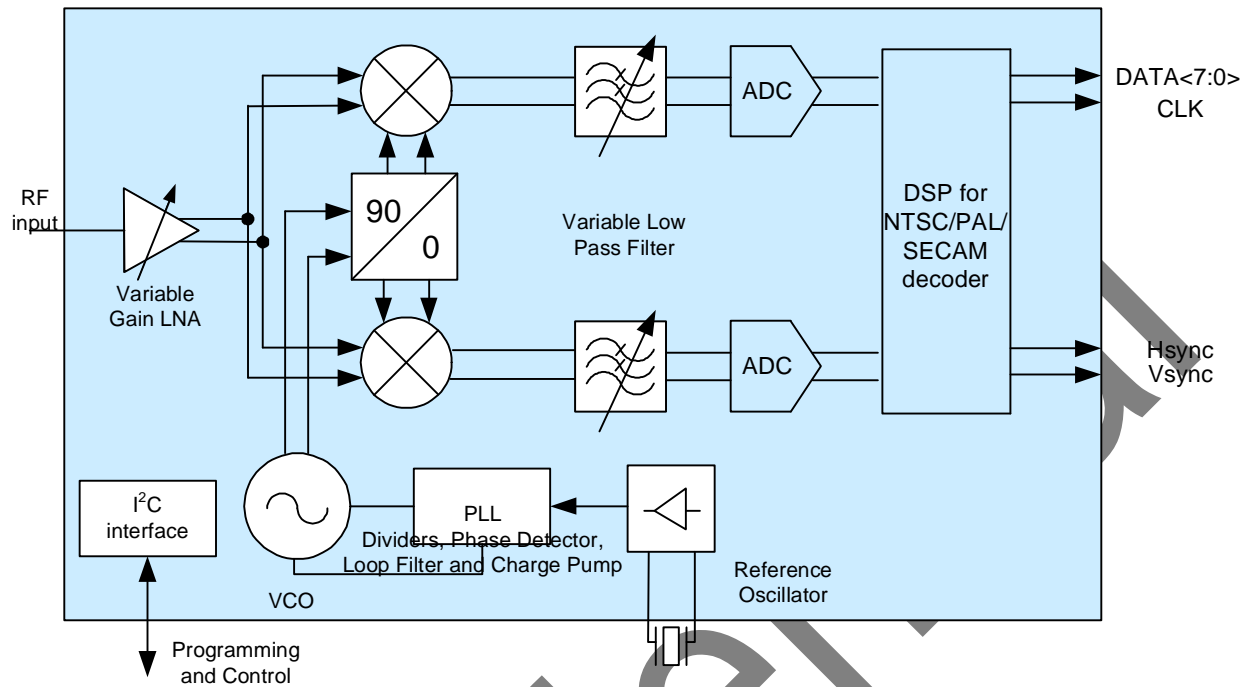 DATA<7:0>
CLK
ADC
RF
input
90
0
Variable Low
Pass Filter
DSP for
NTSC/PAL/
SECAM
decoder
Variable
Gain LNA
ADC
Hsync
Vsync
I²C
interface
PLL
Dividers, Phase Detector,
Loop Filter and Charge Pump
VCO
Reference
Oscillator
Programming
and Control